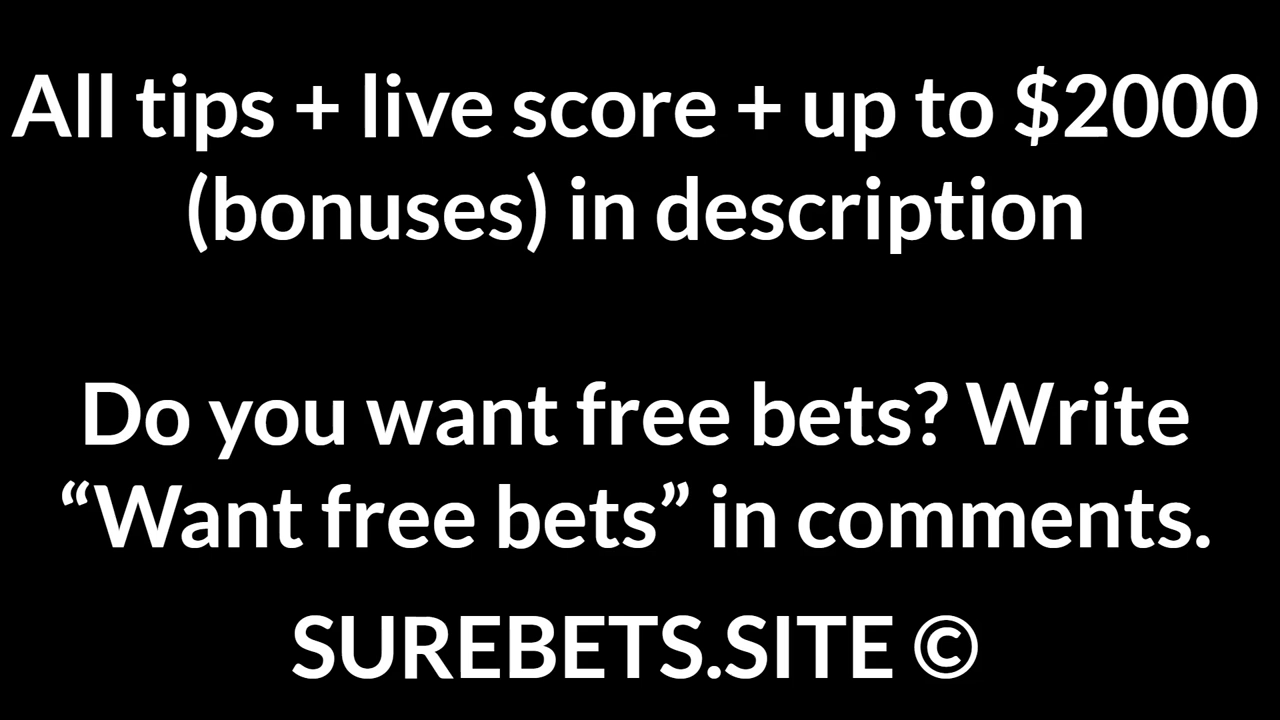 All tips + live score + up to $2000
(bonuses) in description
Do you want free bets? Write
“Want free bets” in comments.
SUREBETS.SITE ©